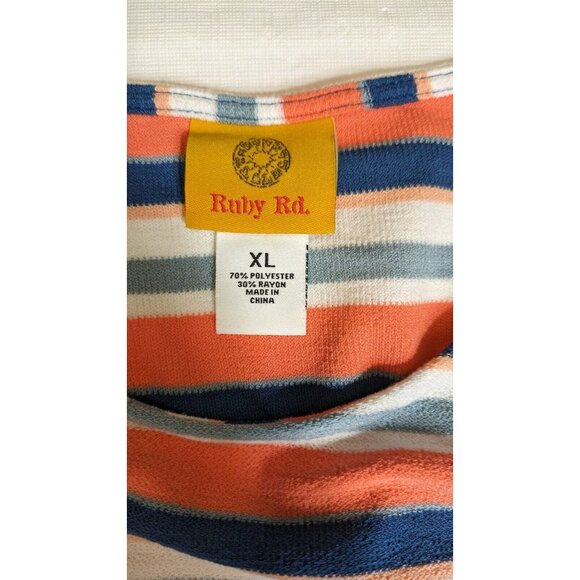 Ruby Rd.
XL
70% POLYESTER
30% RAYON
MADE IN
CHINA